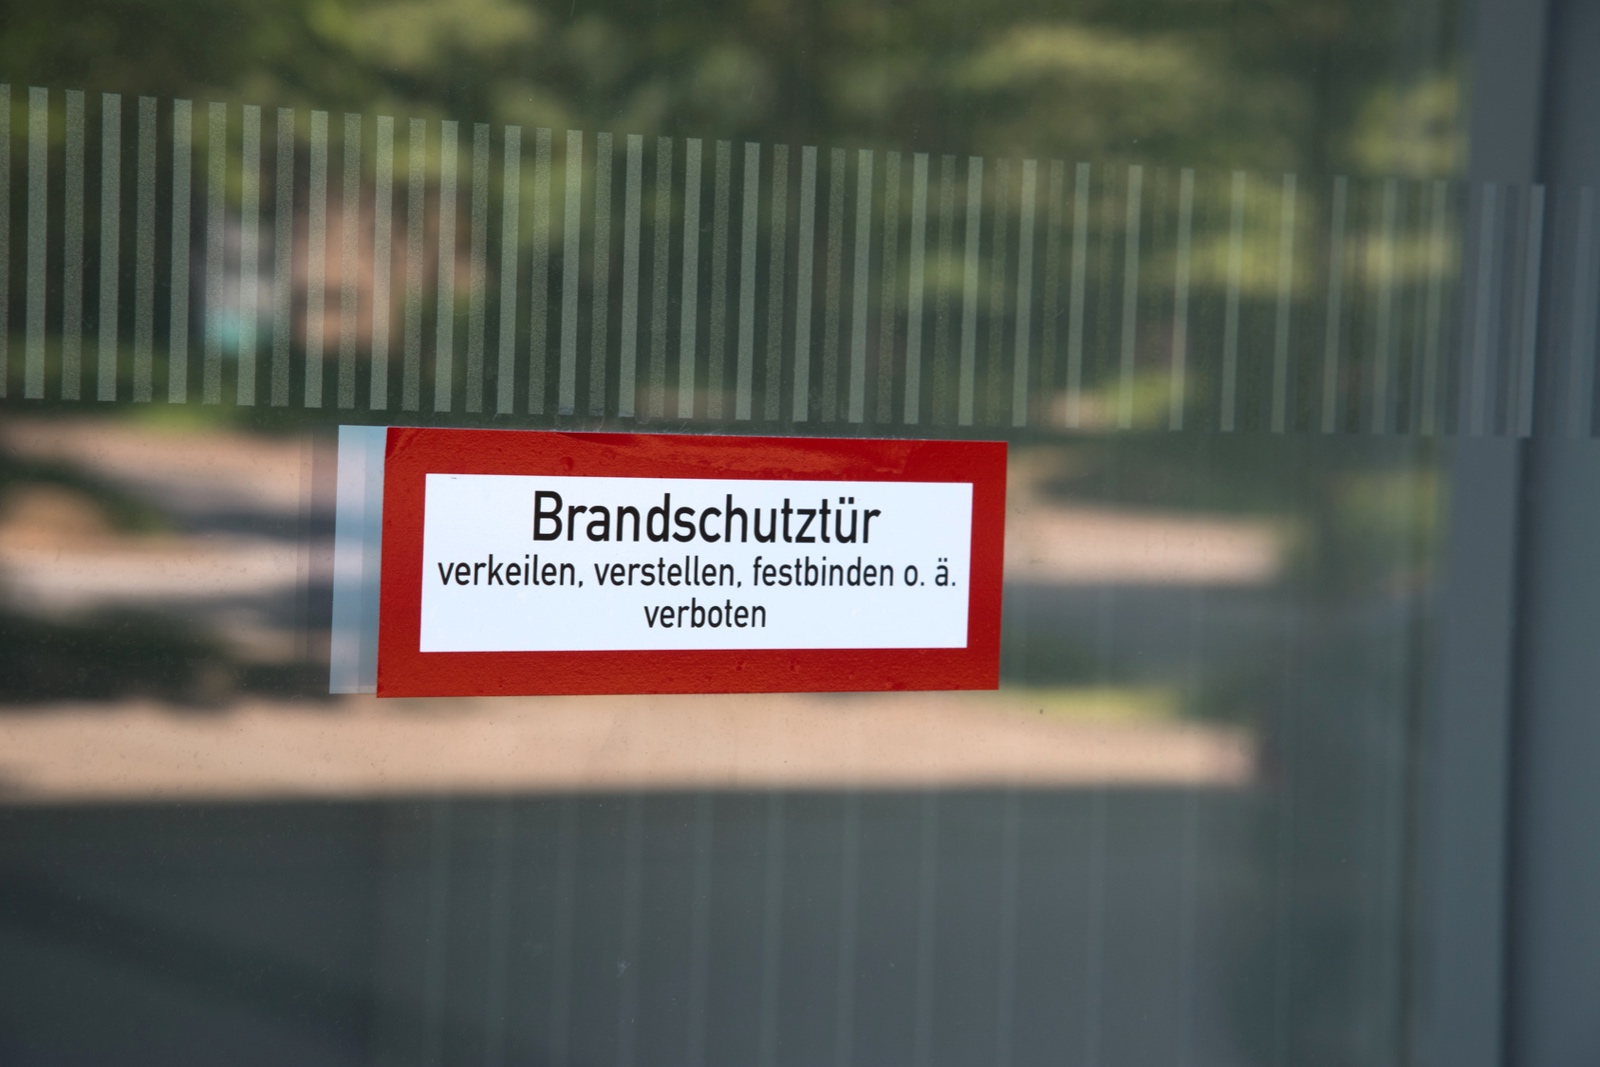 Brandschutztür
verkeilen, verstellen, festbinden o. ä.
verboten